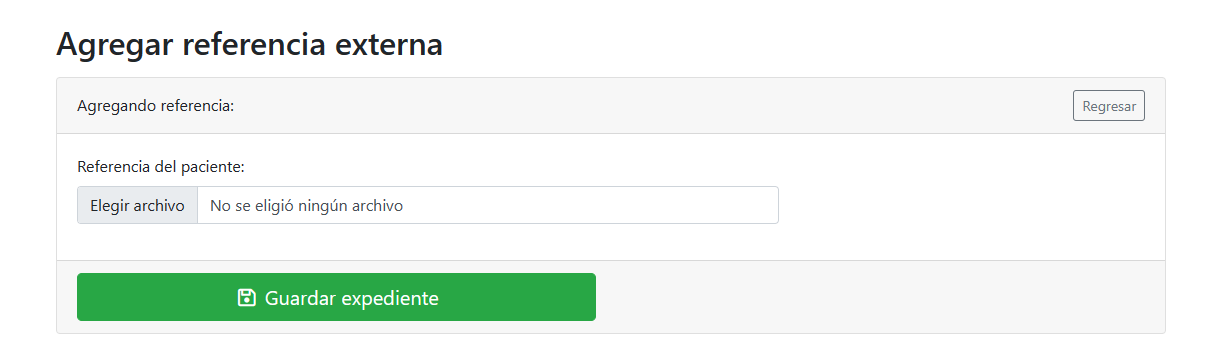 Agregar referencia externa
Agregando referencia:
Regresar
Referencia del paciente:
Elegir archivo No se eligió ningún archivo
Guardar expediente